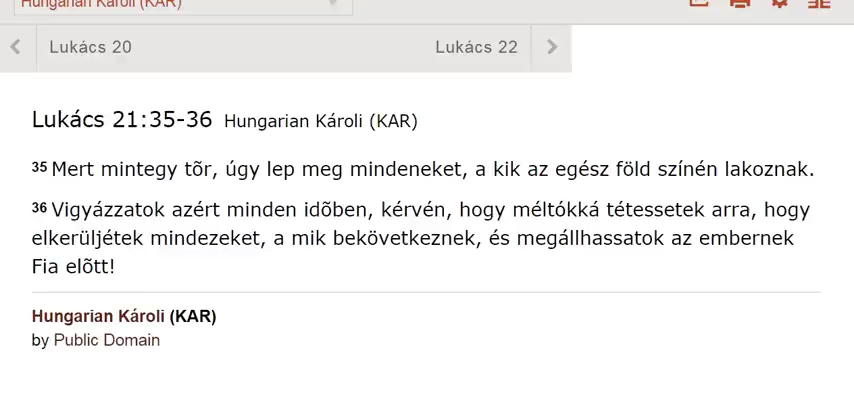 Hungarian Károli (KAR)
Lukács 20
Lukács 22
Lukács 21:35-36 Hungarian Károli (KAR)
35 Mert mintegy tõr, úgy lep meg mindeneket, a kik az egész föld színén lakoznak.
36 Vigyázzatok azért minden idõben, kérvén, hogy méltókká tétessetek arra, hogy
elkerüljétek mindezeket, a mik bekövetkeznek, és megállhassatok az embernek
Fia elõtt!
Hungarian Károli (KAR)
by Public Domain